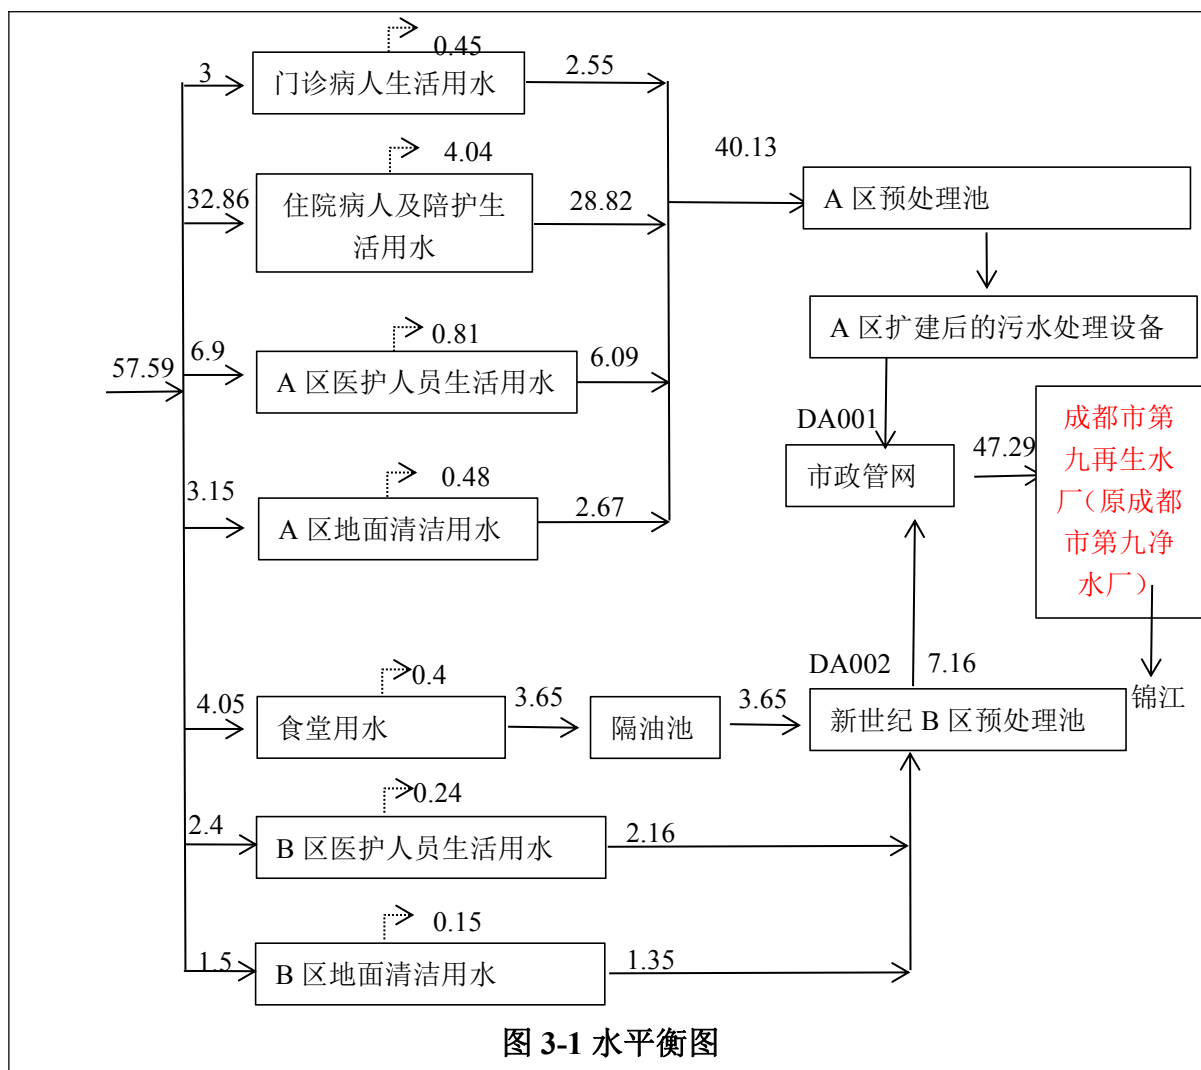 0.45
3
门诊病人生活用水
2.55
4.04
40.13
32.86
住院病人及陪护生
活用水
28.82
A 区预处理池
A 区扩建后的污水处理设备
0.81
57.59
6.9
A 区医护人员生活用水
6.09
DA001
市政管网
47.29
成都市第
九再生水
厂（原成都
市第九净
水厂）
0.48
3.15
A 区地面清洁用水
2.67
DA002
7.16
锦江
0.4
4.05
食堂用水
3.65
隔油池
3.65
新世纪 B 区预处理池
0.24
2.4
B 区医护人员生活用水
2.16
0.15
1.5
B 区地面清洁用水
1.35
图 3-1 水平衡图